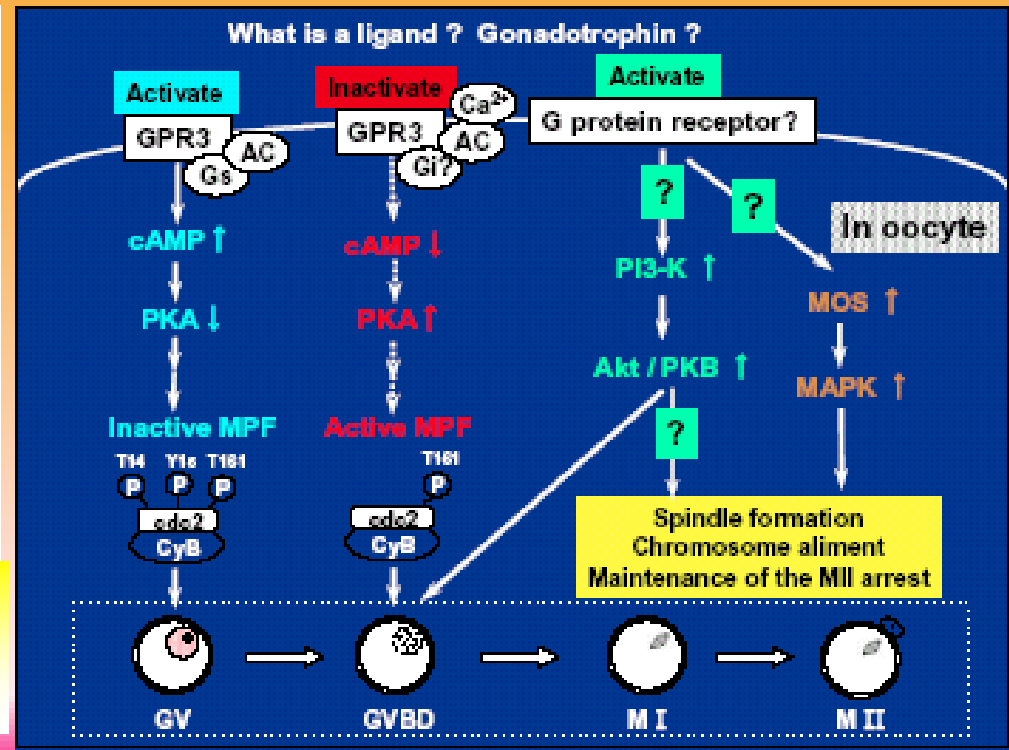 What is a ligand ? Gonadotrophin ?
Activate
GPR3
AC
Gs
cAMP ↑
PKA ↓
Inactive MPF
T14 Y15 T161
P P P
cdc2
CyB
Inactivate
GPR3
Ca2+
AC
Gi?
cAMP ↓
PKA ↑
Active MPF
T161
P
cdc2
CyB
Activate
G protein receptor?
?
?
In oocyte
PI3-K ↑
MOS ↑
Akt / PKB ↑
MAPK ↑
?
Spindle formation
Chromosome aliment
Maintenance of the MII arrest
GV
GVBD
M I
M II